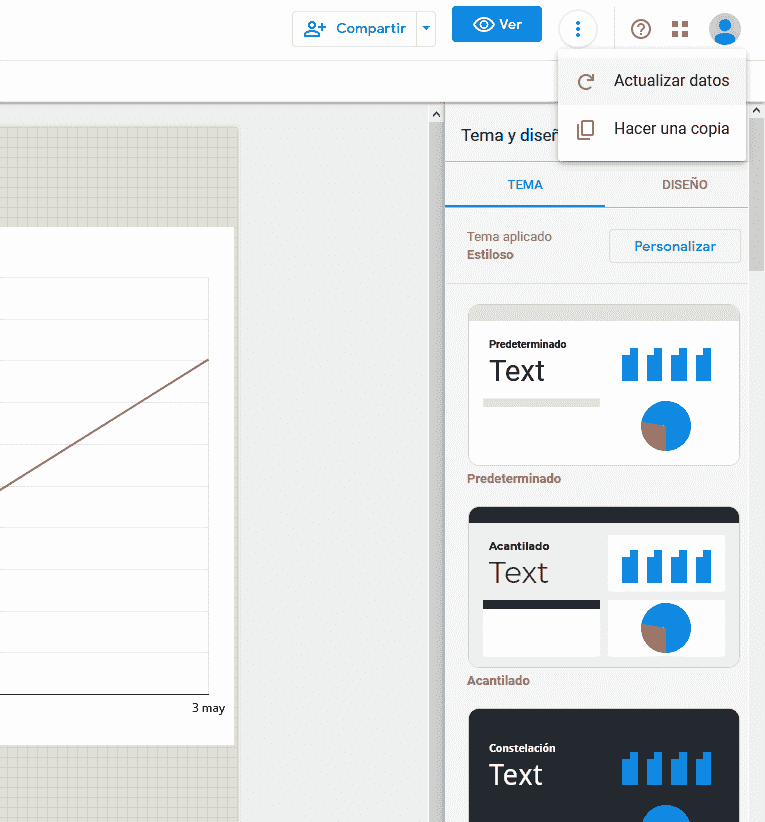 Compartir
Ver
Actualizar datos
Hacer una copia
Tema y diseñ
TEMA
DISEÑO
Tema aplicado
Estiloso
Personalizar
Predeterminado
Text
Predeterminado
Acantilado
Text
Acantilado
3 may
Constelación
Text